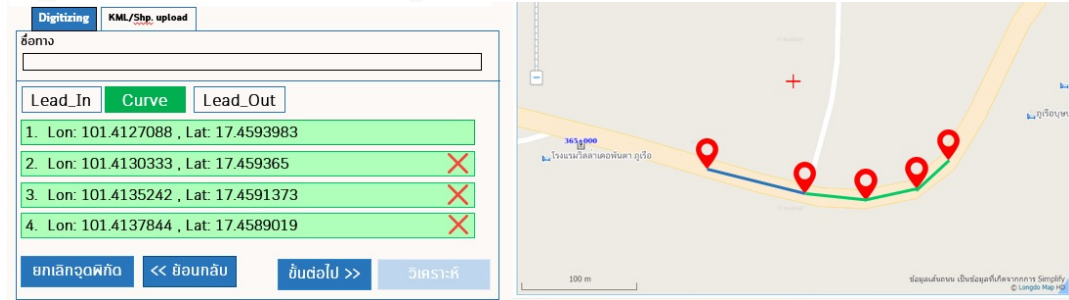 Digitizing
KML/Shp. upload
ชื่อทาง
Lead_In
Curve
Lead_Out
1. Lon: 101.4127088 , Lat: 17.4593983
2. Lon: 101.4130333 , Lat: 17.459365
3. Lon: 101.4135242 , Lat: 17.4591373
4. Lon: 101.4137844 , Lat: 17.4589019
ยกเลิกจุดพิกัด
<< ย้อนกลับ
ขั้นต่อไป >>
วิเคราะห์
365+000
โรงแรมวิลลาเดอพันตา ภูเรือ
100 m
ข้อมูลเส้นถนน เป็นข้อมูลที่เกิดจากการ Simplify
© Longdo Map HD